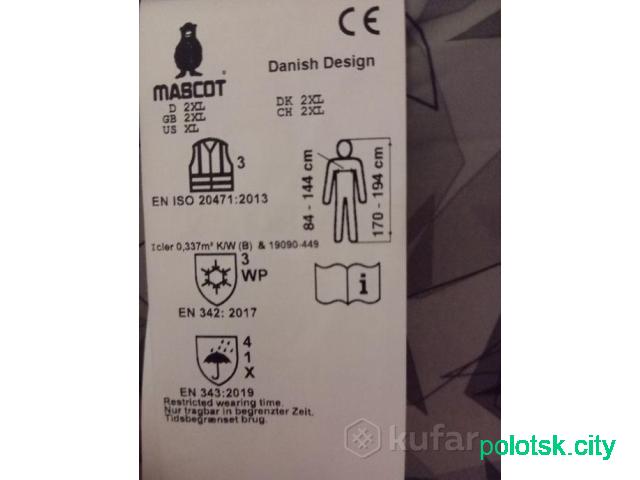 CE
MASCOT
Danish Design
D 2XL
GB 2XL
US XL
DK 2XL
CH 2XL
3
EN ISO 20471:2013
84 - 144 cm
170 - 194 cm
Icler 0,337m² K/W (B) & 19090-449
3
WP
EN 342: 2017
i
4
1
X
EN 343:2019
Restricted wearing time.
Nur tragbar in begrenzter Zeit.
Tidsbegrænset brug.
kufar
polotsk.city